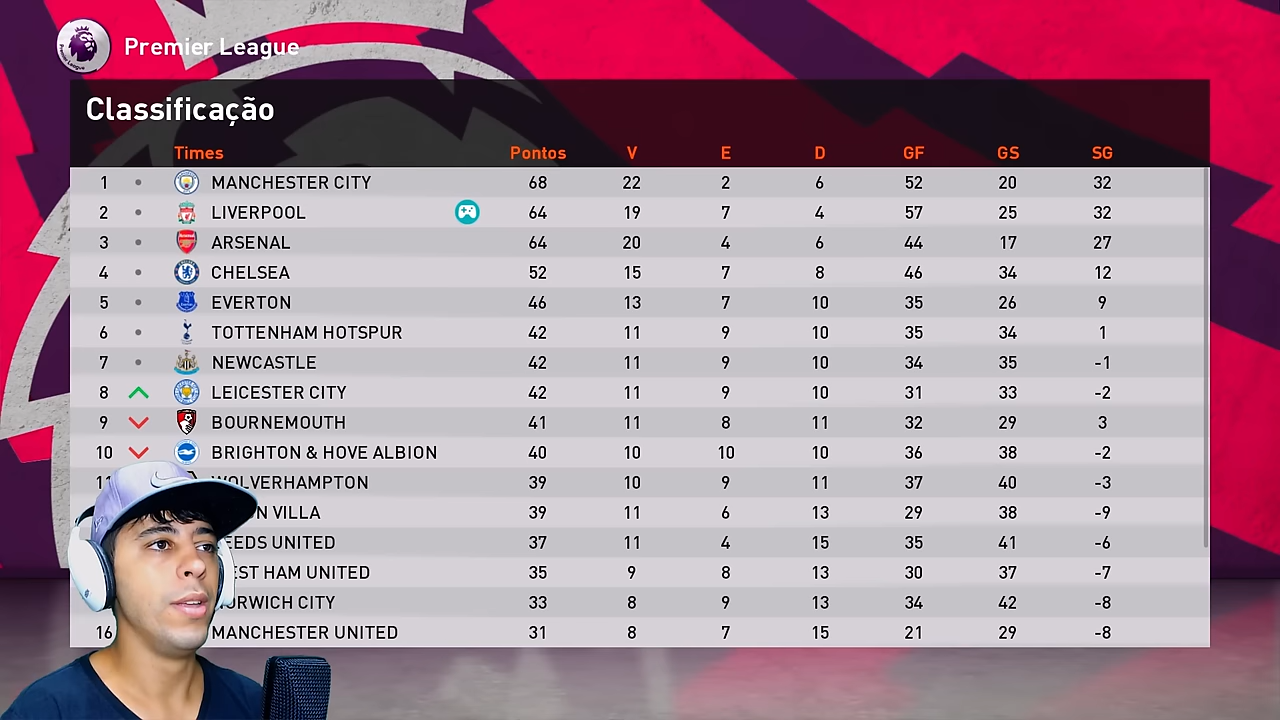 Premier League
Classificação
Times Pontos V E D GF GS SG
1 MANCHESTER CITY 68 22 2 6 52 20 32
2 LIVERPOOL 64 19 7 4 57 25 32
3 ARSENAL 64 20 4 6 44 17 27
4 CHELSEA 52 15 7 8 46 34 12
5 EVERTON 46 13 7 10 35 26 9
6 TOTTENHAM HOTSPUR 42 11 9 10 35 34 1
7 NEWCASTLE 42 11 9 10 34 35 -1
8 LEICESTER CITY 42 11 9 10 31 33 -2
9 BOURNEMOUTH 41 11 8 11 32 29 3
10 BRIGHTON & HOVE ALBION 40 10 10 10 36 38 -2
11 WOLVERHAMPTON 39 10 9 11 37 40 -3
VILLA 39 11 6 13 29 38 -9
EEDS UNITED 37 11 4 15 35 41 -6
EST HAM UNITED 35 9 8 13 30 37 -7
ORWICH CITY 33 8 9 13 34 42 -8
16 MANCHESTER UNITED 31 8 7 15 21 29 -8